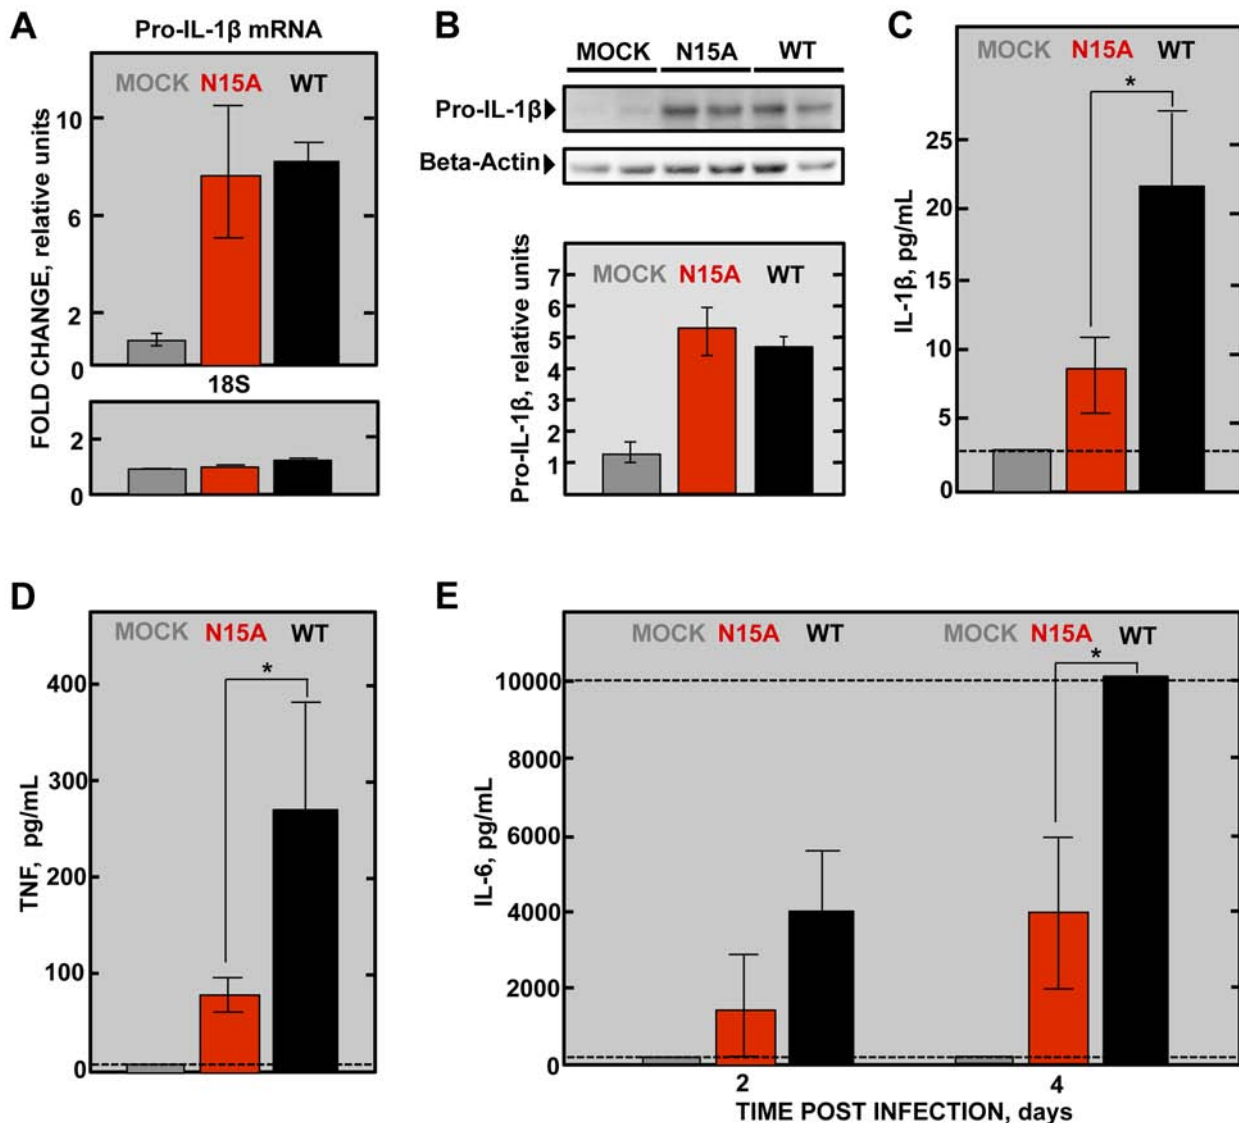 A
Pro-IL-1β mRNA
MOCK N15A WT
10
6
2
0
FOLD CHANGE, relative units
18S
2
0
B
MOCK N15A WT
Pro-IL-1β
Beta-Actin
MOCK N15A WT
7
6
5
4
3
2
1
Pro-IL-1β, relative units
C
MOCK N15A WT
*
25
20
15
10
5
0
IL-1β, pg/mL
D
MOCK N15A WT
*
400
300
200
100
0
TNF, pg/mL
E
MOCK N15A WT MOCK N15A WT
*
10000
8000
6000
4000
2000
0
IL-6, pg/mL
2 4
TIME POST INFECTION, days